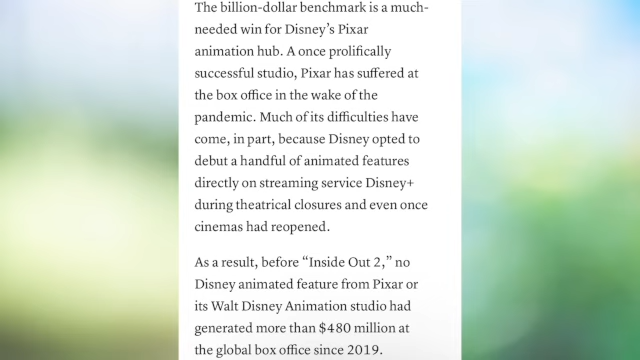 The billion-dollar benchmark is a much-
needed win for Disney’s Pixar
animation hub. A once prolifically
successful studio, Pixar has suffered at
the box office in the wake of the
pandemic. Much of its difficulties have
come, in part, because Disney opted to
debut a handful of animated features
directly on streaming service Disney+
during theatrical closures and even once
cinemas had reopened.
As a result, before “Inside Out 2,” no
Disney animated feature from Pixar or
its Walt Disney Animation studio had
generated more than $480 million at
the global box office since 2019.